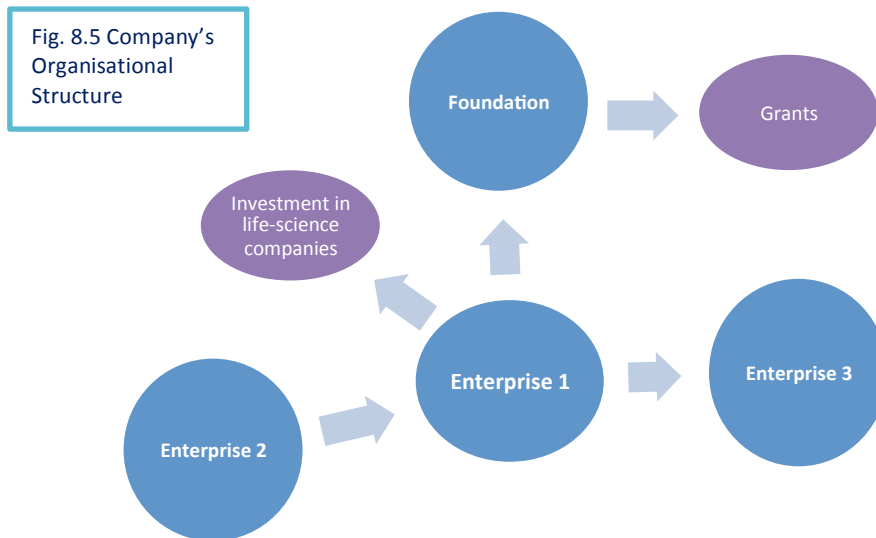 Fig. 8.5 Company’s
Organisational
Structure
Foundation
Grants
Investment in
life-science
companies
Enterprise 1
Enterprise 3
Enterprise 2